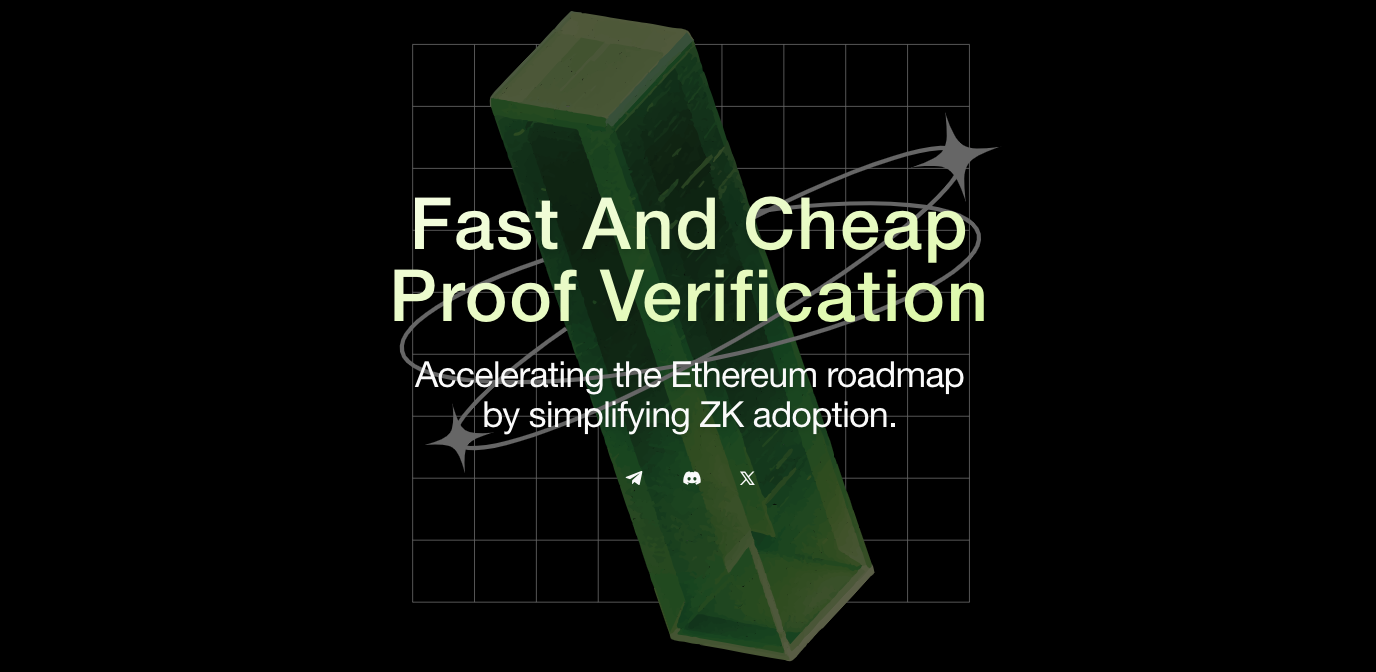 Fast And Cheap
Proof Verification
Accelerating the Ethereum roadmap
by simplifying ZK adoption.